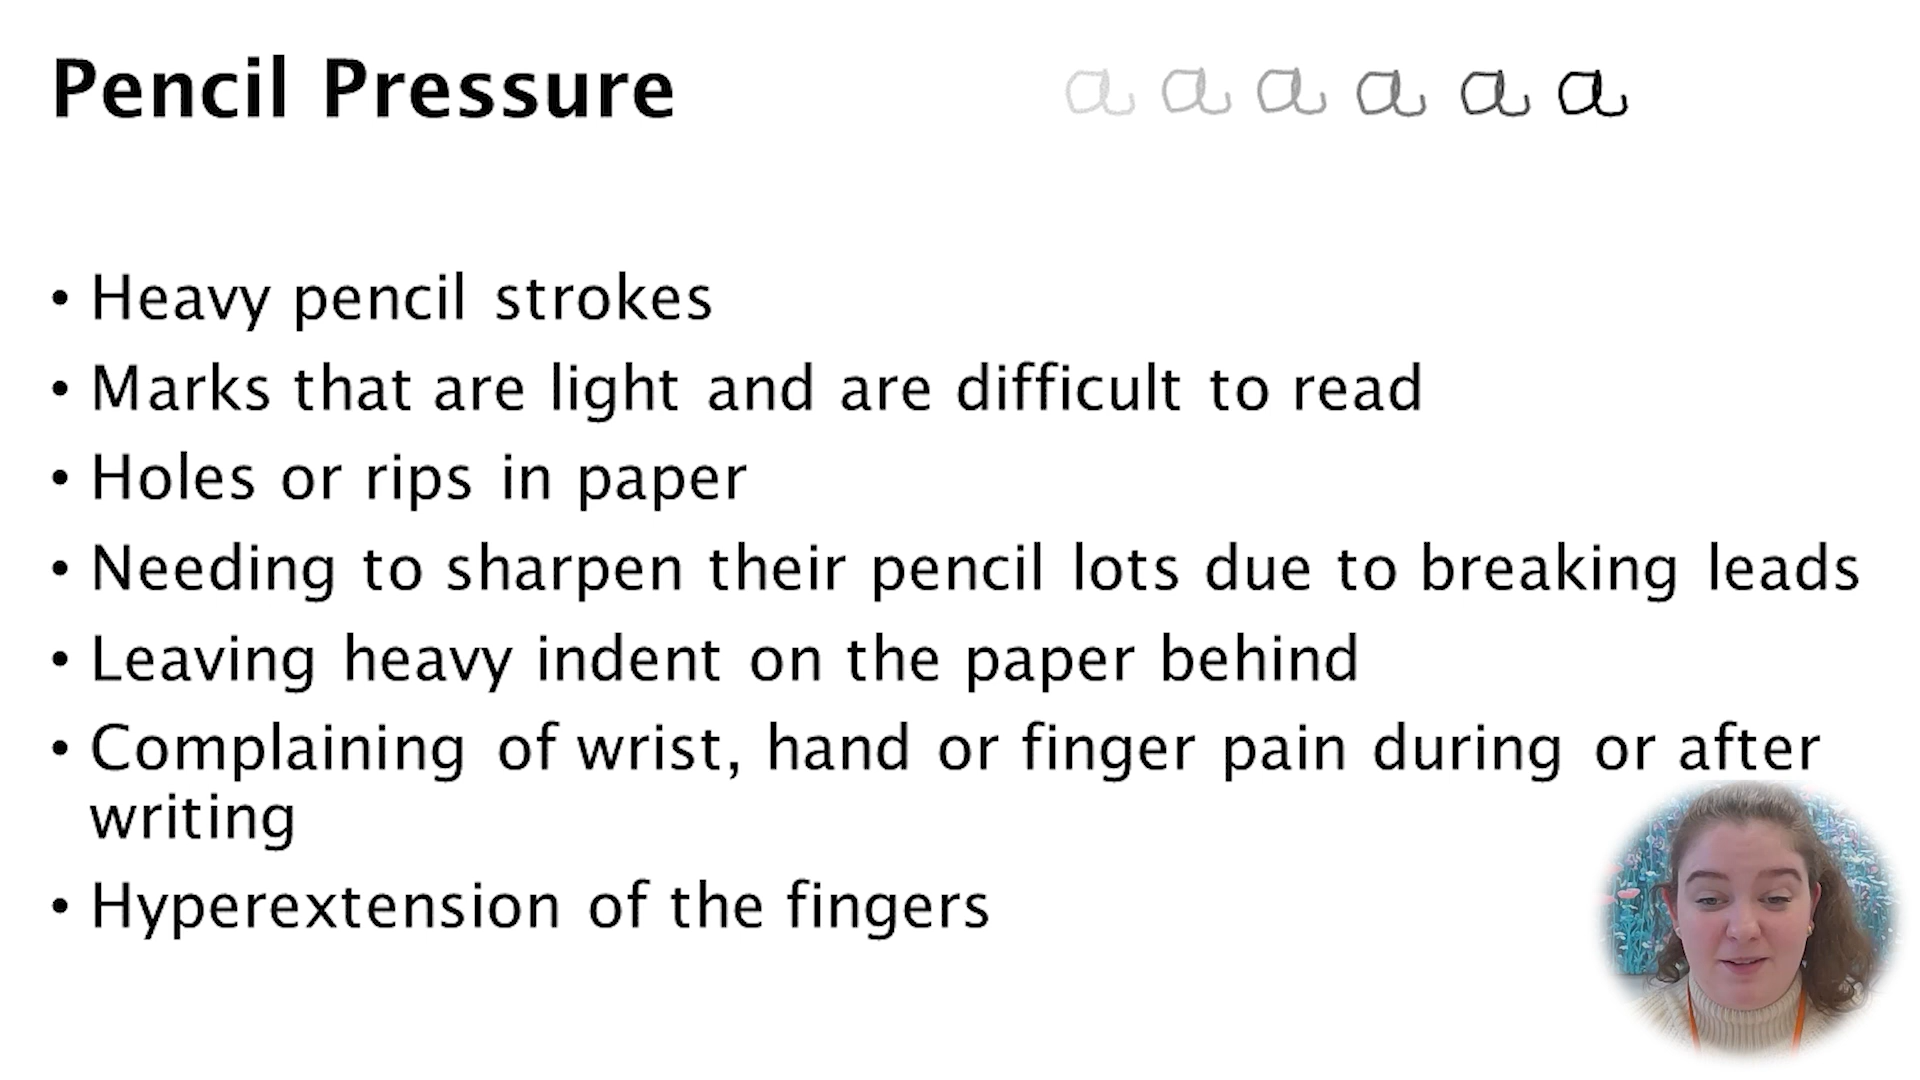 Pencil Pressure
a a a a a a
• Heavy pencil strokes
• Marks that are light and are difficult to read
• Holes or rips in paper
• Needing to sharpen their pencil lots due to breaking leads
• Leaving heavy indent on the paper behind
• Complaining of wrist, hand or finger pain during or after
writing
• Hyperextension of the fingers